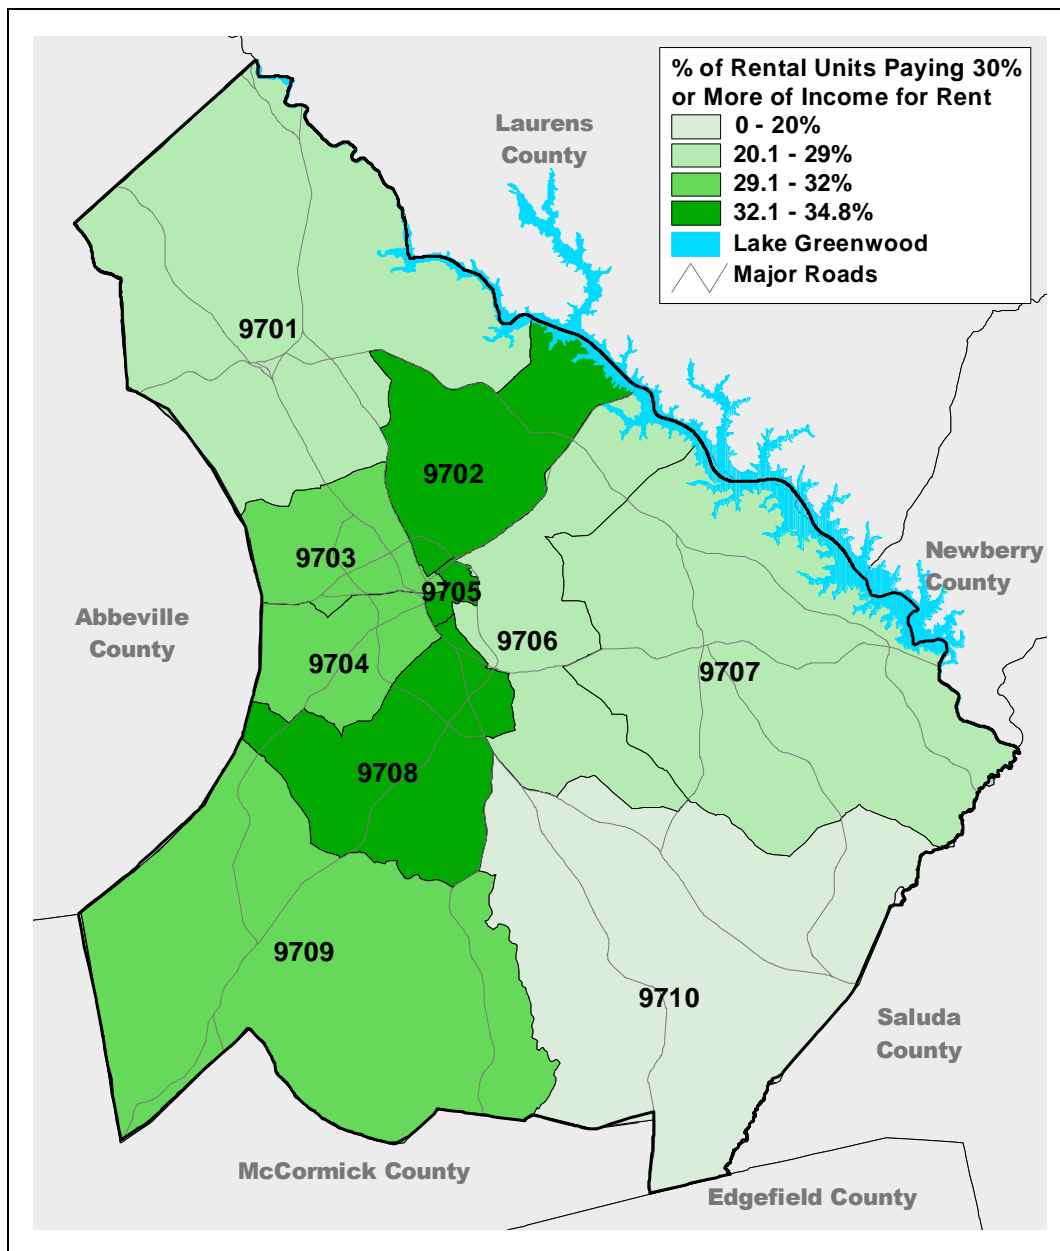 % of Rental Units Paying 30%
or More of Income for Rent
0 - 20%
20.1 - 29%
29.1 - 32%
32.1 - 34.8%
Lake Greenwood
Major Roads
Laurens
County
9701
9702
9703
Newberry
County
9705
Abbeville
County
9706
9704
9707
9708
9709
9710
Saluda
County
McCormick County
Edgefield County